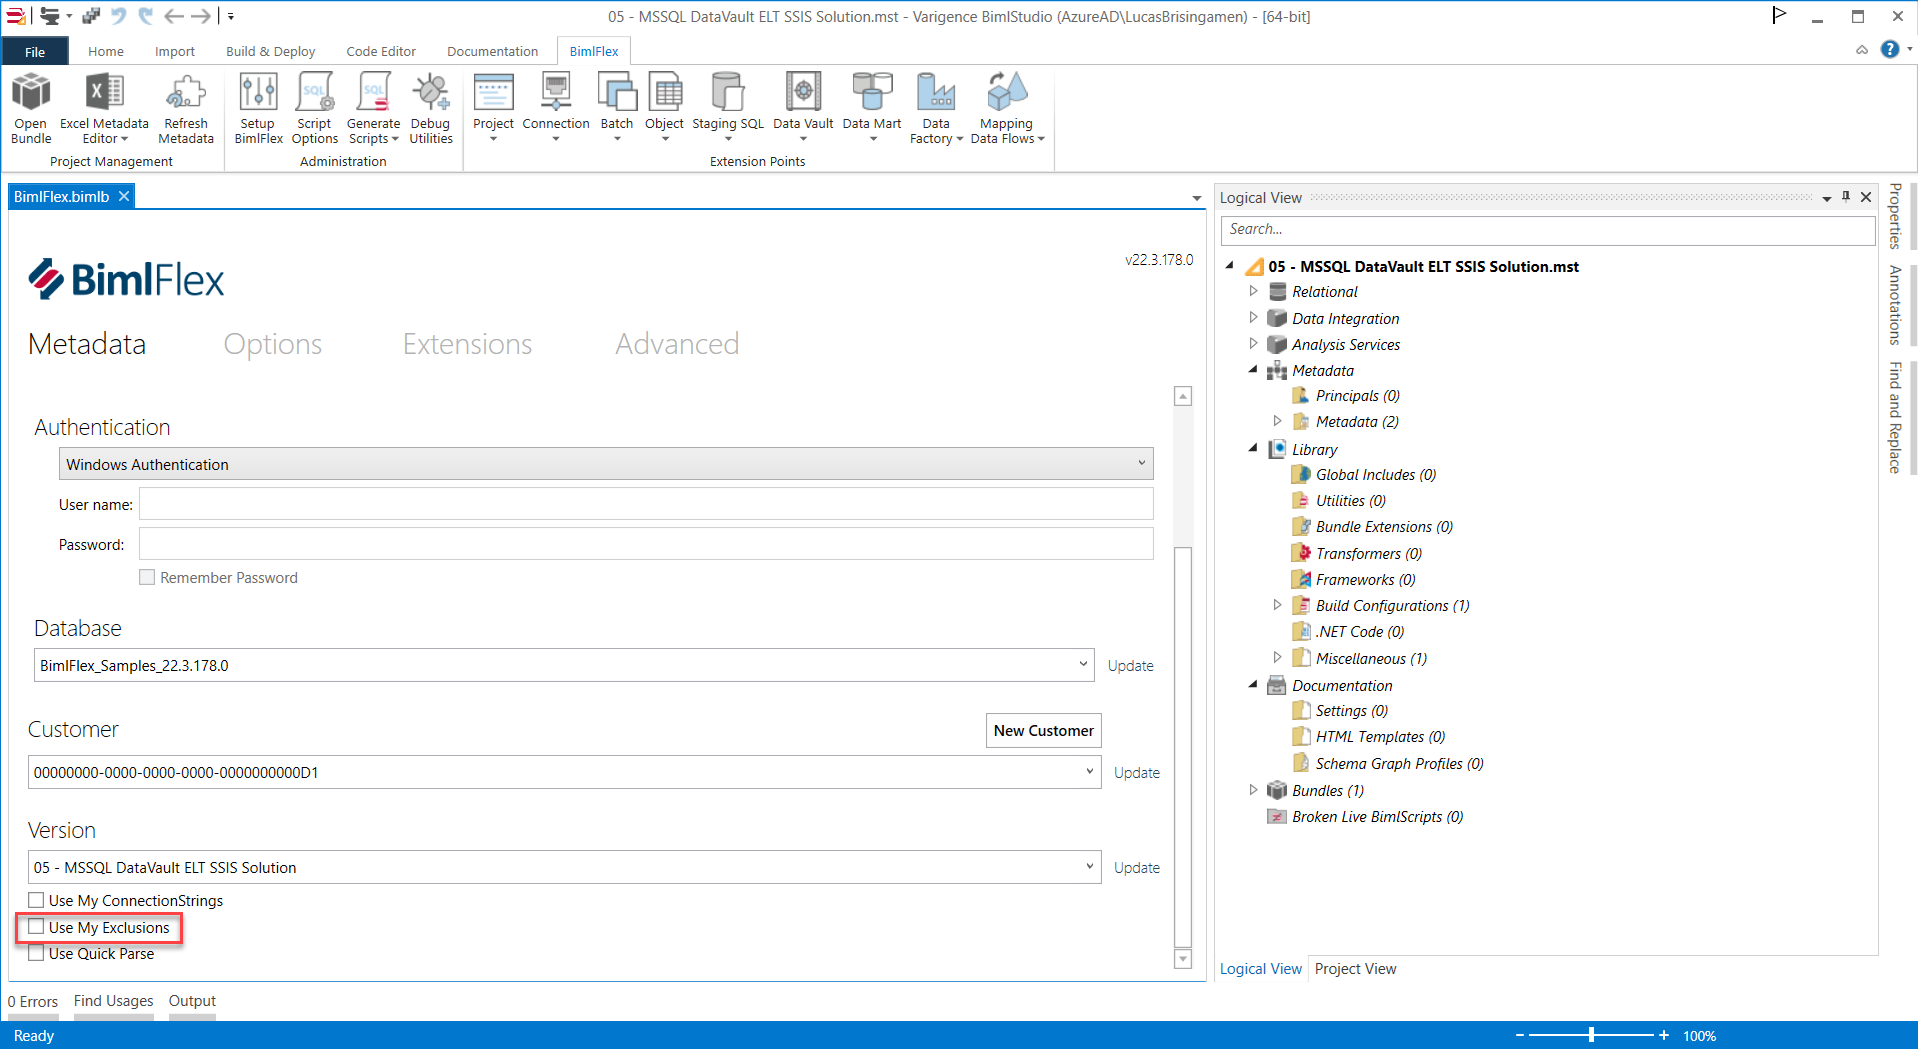 05 - MSSQL DataVault ELT SSIS Solution.mst - Varigence BimlStudio (AzureAD\LucasBrisingamen) - [64-bit]
File Home Import Build & Deploy Code Editor Documentation BimlFlex
Open Bundle
Excel Metadata Editor
Refresh Metadata
Setup BimlFlex
Script Options
Generate Scripts
Debug Utilities
Project
Connection
Batch
Object
Staging SQL
Data Vault
Data Mart
Data Factory
Mapping Data Flows
Project Management
Administration
Extension Points
BimlFlex.bimlb
BimlFlex
v22.3.178.0
Metadata Options Extensions Advanced
Authentication
Windows Authentication
User name:
Password:
Remember Password
Database
BimlFlex_Samples_22.3.178.0 Update
Customer New Customer
00000000-0000-0000-0000-0000000000D1 Update
Version
05 - MSSQL DataVault ELT SSIS Solution Update
Use My ConnectionStrings
Use My Exclusions
Use Quick Parse
Logical View
Search...
05 - MSSQL DataVault ELT SSIS Solution.mst
Relational
Data Integration
Analysis Services
Metadata
Principals (0)
Metadata (2)
Library
Global Includes (0)
Utilities (0)
Bundle Extensions (0)
Transformers (0)
Frameworks (0)
Build Configurations (1)
.NET Code (0)
Miscellaneous (1)
Documentation
Settings (0)
HTML Templates (0)
Schema Graph Profiles (0)
Bundles (1)
Broken Live BimlScripts (0)
Logical View Project View
Properties
Annotations
Find and Replace
0 Errors Find Usages Output
Ready
100%